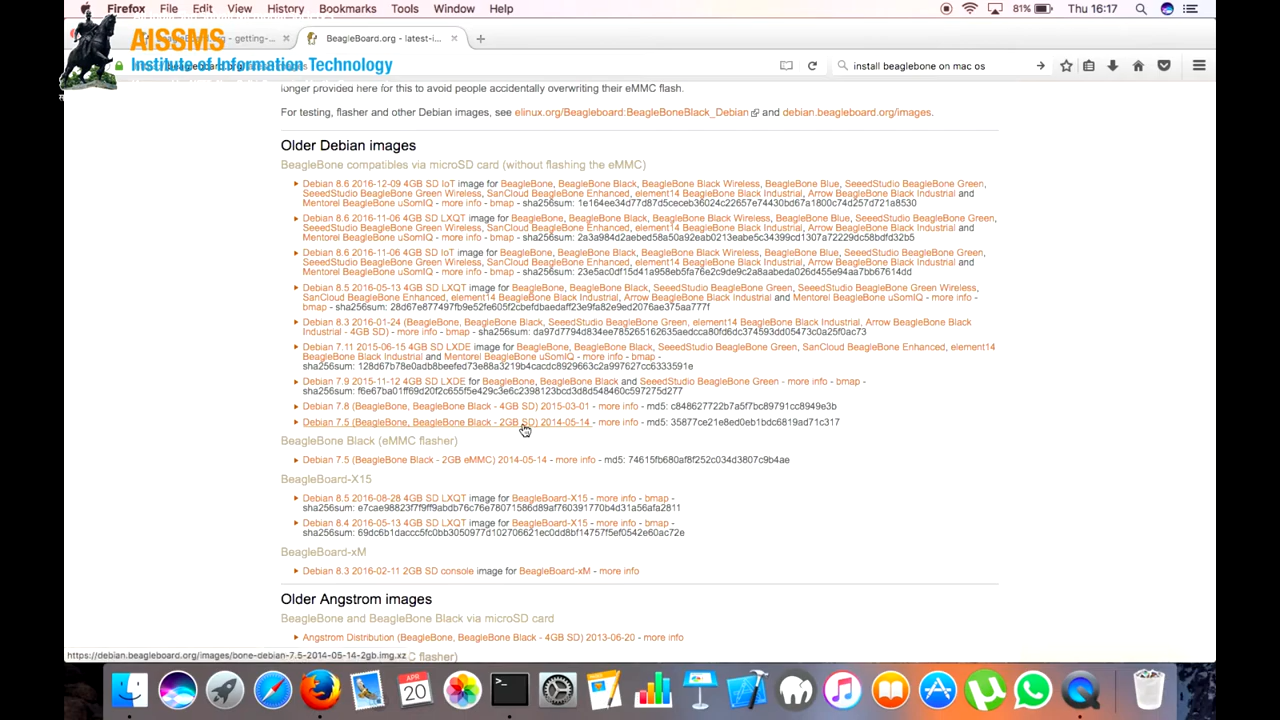 Firefox File Edit View History Bookmarks Tools Window Help 81% Thu 16:17
AISSMS
Institute of Information Technology
getting-...
BeagleBoard.org - latest-i...
install beaglebone on mac os
longer provided here for this to avoid people accidentally overwriting their eMMC flash.
For testing, flasher and other Debian images, see elinux.org/Beagleboard:BeagleBoneBlack_Debian and debian.beagleboard.org/images.
Older Debian images
BeagleBone compatibles via microSD card (without flashing the eMMC)
Debian 8.6 2016-12-09 4GB SD IoT image for BeagleBone, BeagleBone Black, BeagleBone Black Wireless, BeagleBone Blue, SeeedStudio BeagleBone Green,
SeeedStudio BeagleBone Green Wireless, SanCloud BeagleBone Enhanced, element14 BeagleBone Black Industrial, Arrow BeagleBone Black Industrial and
Mentorel BeagleBone uSomIQ - more info - bmap - sha256sum: 1e164ee34d77d87d5ceceb36024c22657e74430bd67a1800c74d257d721a8530
Debian 8.6 2016-11-06 4GB SD LXQT image for BeagleBone, BeagleBone Black, BeagleBone Black Wireless, BeagleBone Blue, SeeedStudio BeagleBone Green,
SeeedStudio BeagleBone Green Wireless, SanCloud BeagleBone Enhanced, element14 BeagleBone Black Industrial, Arrow BeagleBone Black Industrial and
Mentorel BeagleBone uSomIQ - more info - bmap - sha256sum: 2a3a984d2aebed58a50a92eab0213eabe5c34399cd1307a72229dc58bdfd32b5
Debian 8.6 2016-11-06 4GB SD IoT image for BeagleBone, BeagleBone Black, BeagleBone Black Wireless, BeagleBone Blue, SeeedStudio BeagleBone Green,
SeeedStudio BeagleBone Green Wireless, SanCloud BeagleBone Enhanced, element14 BeagleBone Black Industrial, Arrow BeagleBone Black Industrial and
Mentorel BeagleBone uSomIQ - more info - bmap - sha256sum: 23e5ac0df15d41a958eb5fa76e2c9de9c2a8aabeda026d455e94aa7bb67614dd
Debian 8.5 2016-05-13 4GB SD LXQT image for BeagleBone, BeagleBone Black, SeeedStudio BeagleBone Green, SeeedStudio BeagleBone Green Wireless,
SanCloud BeagleBone Enhanced, element14 BeagleBone Black Industrial, Arrow BeagleBone Black Industrial and Mentorel BeagleBone uSomIQ - more info -
bmap - sha256sum: 28d67e877497fb9e52fe605f2cbefdbaedaff23e9fa82e9ed2076ae375aa777f
Debian 8.3 2016-01-24 (BeagleBone, BeagleBone Black, SeeedStudio BeagleBone Green, element14 BeagleBone Black Industrial, Arrow BeagleBone Black
Industrial - 4GB SD) - more info - bmap - sha256sum: da97d7794d834ee785265162635aedcca80fd6dc374593dd05473c0a25f0ac73
Debian 7.11 2015-06-15 4GB SD LXDE image for BeagleBone, BeagleBone Black, SeeedStudio BeagleBone Green, SanCloud BeagleBone Enhanced, element14
BeagleBone Black Industrial and Mentorel BeagleBone uSomIQ - more info - bmap -
sha256sum: 128d67b78e0adb8beefed73e88a3219b4cacdc8929663c2a997627cc6333591e
Debian 7.9 2015-11-12 4GB SD LXDE for BeagleBone, BeagleBone Black and SeeedStudio BeagleBone Green - more info - bmap -
sha256sum: f6e67ba01ff69d20f2c655f5e429c3e6c2398123bcd3d8d548460c597275d277
Debian 7.8 (BeagleBone, BeagleBone Black - 4GB SD) 2015-03-01 - more info - md5: c848627722b7a5f7bc89791cc8949e3b
Debian 7.5 (BeagleBone, BeagleBone Black - 2GB SD) 2014-05-14 - more info - md5: 35877ce21e8ed0eb1bdc6819ad71c317
BeagleBone Black (eMMC flasher)
Debian 7.5 (BeagleBone Black - 2GB eMMC) 2014-05-14 - more info - md5: 74615fb680af8f252c034d3807c9b4ae
BeagleBoard-X15
Debian 8.5 2016-08-28 4GB SD LXQT image for BeagleBoard-X15 - more info - bmap -
sha256sum: e7cae98823f7f9ff9abdb76c76e78071586d89af760391770b4d31a56afa2811
Debian 8.4 2016-05-13 4GB SD LXQT image for BeagleBoard-X15 - more info - bmap -
sha256sum: 69dc6b1daccc5fc0bb3050977d102706621ec0dd8bf14757f5ef0542e60ac72e
BeagleBoard-xM
Debian 8.3 2016-02-11 2GB SD console image for BeagleBoard-xM - more info
Older Angstrom images
BeagleBone and BeagleBone Black via microSD card
Angstrom Distribution (BeagleBone, BeagleBone Black - 4GB SD) 2013-06-20 - more info
https://debian.beagleboard.org/images/bone-debian-7.5-2014-05-14-2gb.img.xz
flasher)
APR
20